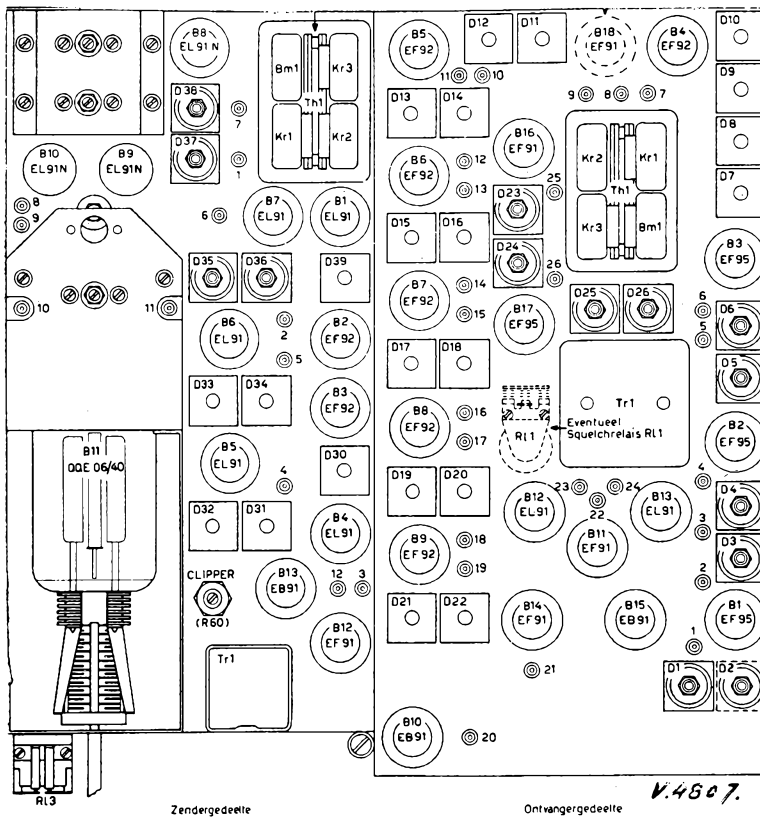 B8
EL91N
D38
7
D37
1
Bm1
Kr3
Th1
Kr1
Kr2
B10
EL91N
B9
EL91N
8
9
6
B7
EL91
B1
EL91
D35
D36
D39
10
11
B6
EL91
2
5
B2
EF92
D33
D34
B3
EF92
B11
QQE 06/40
B5
EL91
4
D30
D32
D31
B4
EL91
CLIPPER
(R60)
B13
EB91
12
3
B12
EF91
Tr1
RL3
Zendergedeelte
B5
EF92
D12
D11
B18
EF91
B4
EF92
D10
11
10
9
8
7
D9
D13
D14
B16
EF91
D8
B6
EF92
12
13
25
Kr2
Kr1
Th1
Kr3
Bm1
D7
D23
D15
D16
D24
B3
EF95
B7
EF92
14
15
26
B17
EF95
D25
D26
6
5
D6
D17
D18
D5
Tr1
B8
EF92
16
17
Rl1
Eventueel
Squelchrelais Rl1
B2
EF95
D19
D20
23
24
22
4
B12
EL91
B13
EL91
D4
3
B9
EF92
18
19
B11
EF91
D3
2
D21
D22
B14
EF91
B15
EB91
B1
EF95
1
21
D1
D2
B10
EB91
20
Ontvangergedeelte
V.4807.